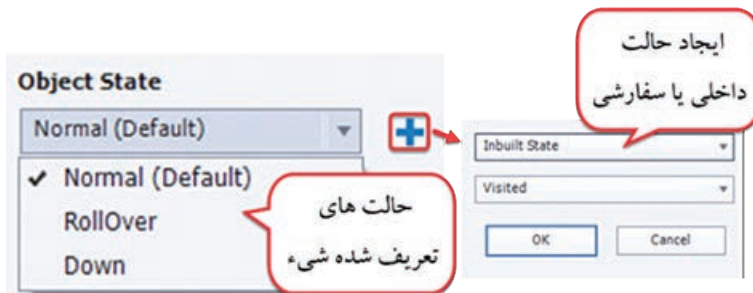 ایجاد حالت
داخلی یا سفارشی
Object State
Normal (Default)
Inbuilt State
Normal (Default)
RollOver
Down
حالت های
تعریف شده شیء
Visited
OK
Cancel